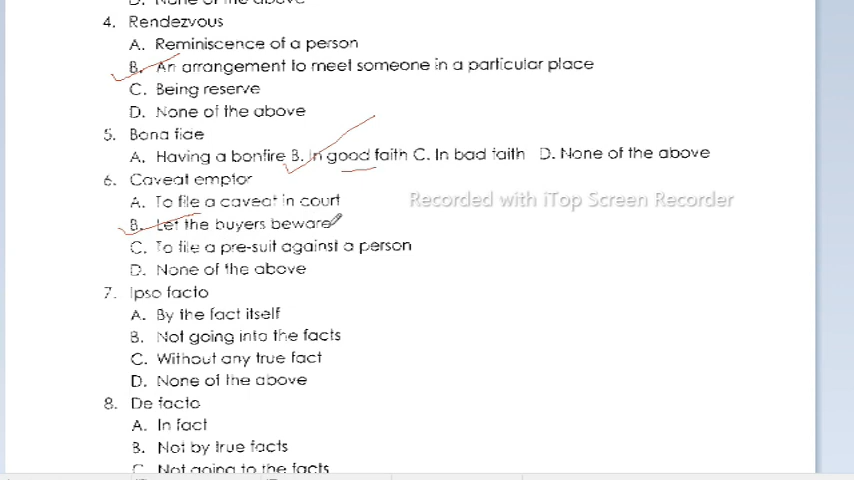 D. None of the above
4. Rendezvous
A. Reminiscence of a person
B. An arrangement to meet someone in a particular place
C. Being reserve
D. None of the above
5. Bona fide
A. Having a bonfire B. In good faith C. In bad faith D. None of the above
6. Caveat emptor
A. To file a caveat in court
Recorded with iTop Screen Recorder
B. Let the buyers beware
C. To file a pre-suit against a person
D. None of the above
7. Ipso facto
A. By the fact itself
B. Not going into the facts
C. Without any true fact
D. None of the above
8. De facto
A. In fact
B. Not by true facts
C. Not going to the facts